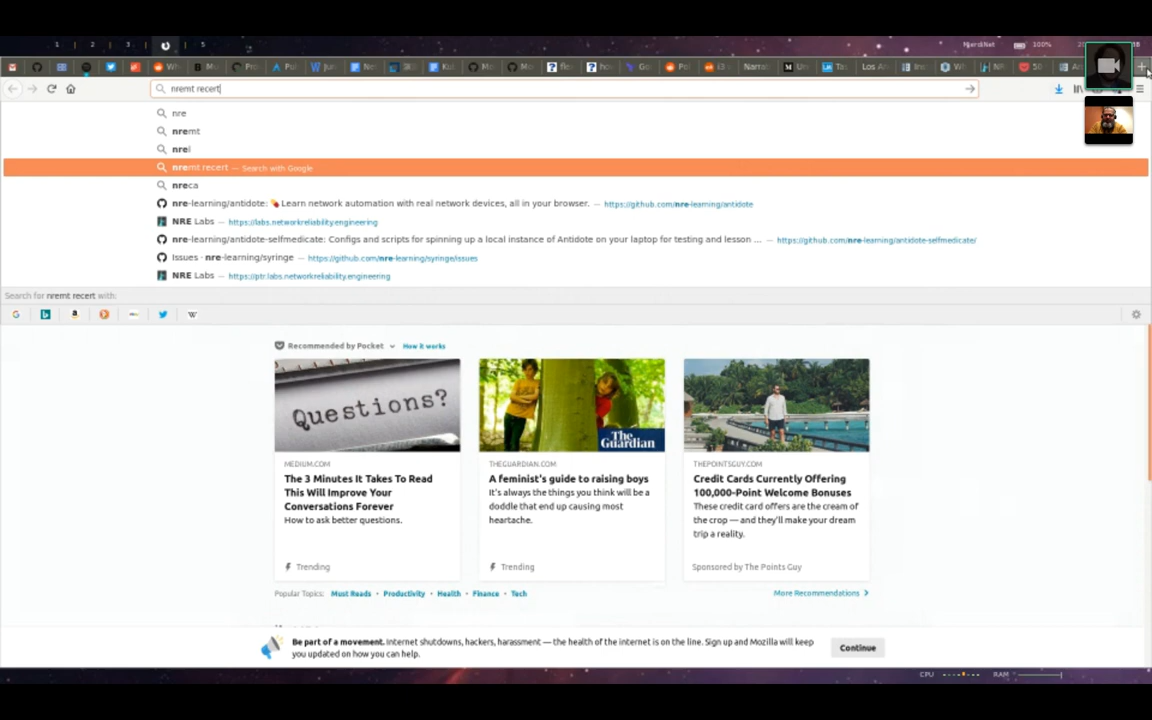 1 2 3 5 NjordiNet 100%
Los An
nremt recert
nre
nremt
nrel
nremt recert — Search with Google
nreca
nre-learning/antidote: 💊 Learn network automation with real network devices, all in your browser. — https://github.com/nre-learning/antidote
NRE Labs — https://labs.networkreliability.engineering
nre-learning/antidote-selfmedicate: Configs and scripts for spinning up a local instance of Antidote on your laptop for testing and lesson ... — https://github.com/nre-learning/antidote-selfmedicate/
Issues · nre-learning/syringe — https://github.com/nre-learning/syringe/issues
NRE Labs — https://ptr.labs.networkreliability.engineering
Search for nremt recert with:
Recommended by Pocket How it works
Questions?
The Guardian
MEDIUM.COM
The 3 Minutes It Takes To Read
This Will Improve Your
Conversations Forever
How to ask better questions.
Trending
THEGUARDIAN.COM
A feminist's guide to raising boys
It's always the things you think will be a
doddle that end up causing most
heartache.
Trending
THEPOINTSGUY.COM
Credit Cards Currently Offering
100,000-Point Welcome Bonuses
These credit card offers are the cream of
the crop — and they'll make your dream
trip a reality.
Sponsored by The Points Guy
Popular Topics: Must Reads · Productivity · Health · Finance · Tech
More Recommendations
Be part of a movement. Internet shutdowns, hackers, harassment — the health of the internet is on the line. Sign up and Mozilla will keep
you updated on how you can help.
Continue
CPU RAM